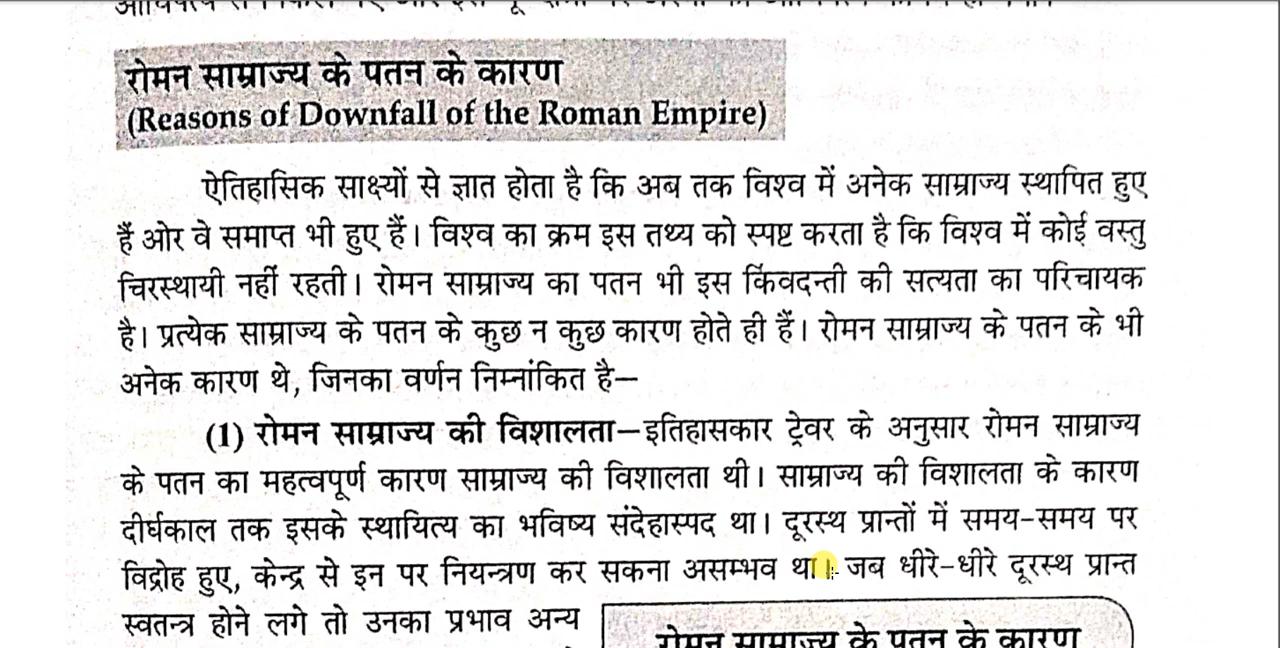 रोमन साम्राज्य के पतन के कारण
(Reasons of Downfall of the Roman Empire)
ऐतिहासिक साक्ष्यों से ज्ञात होता है कि अब तक विश्व में अनेक साम्राज्य स्थापित हुए
हैं ओर वे समाप्त भी हुए हैं। विश्व का क्रम इस तथ्य को स्पष्ट करता है कि विश्व में कोई वस्तु
चिरस्थायी नहीं रहती। रोमन साम्राज्य का पतन भी इस किंवदन्ती की सत्यता का परिचायक
है। प्रत्येक साम्राज्य के पतन के कुछ न कुछ कारण होते ही हैं। रोमन साम्राज्य के पतन के भी
अनेक कारण थे, जिनका वर्णन निम्नांकित है–
(1) रोमन साम्राज्य की विशालता–इतिहासकार ट्रेवर के अनुसार रोमन साम्राज्य
के पतन का महत्वपूर्ण कारण साम्राज्य की विशालता थी। साम्राज्य की विशालता के कारण
दीर्घकाल तक इसके स्थायित्य का भविष्य संदेहास्पद था। दूरस्थ प्रान्तों में समय-समय पर
विद्रोह हुए, केन्द्र से इन पर नियन्त्रण कर सकना असम्भव था। जब धीरे-धीरे दूरस्थ प्रान्त
स्वतन्त्र होने लगे तो उनका प्रभाव अन्य
रोमन साम्राज्य के पतन के कारण